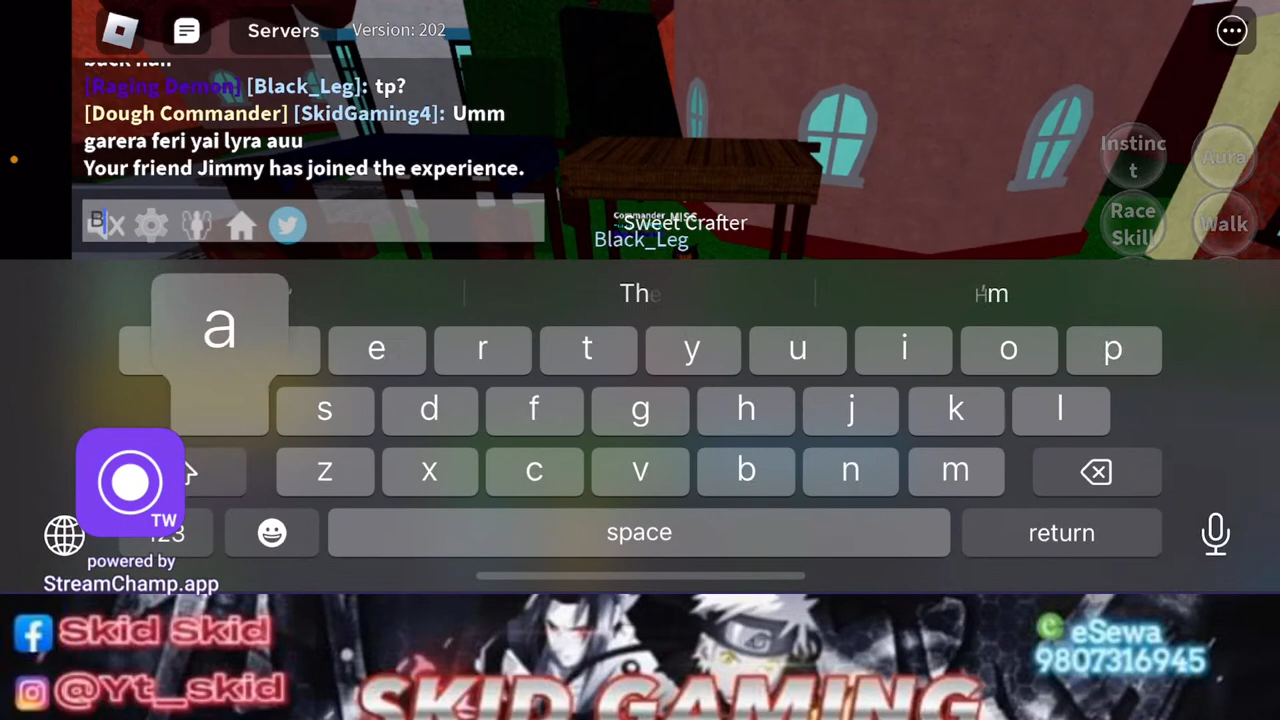 Servers
Version: 202
[Raging Demon] [Black_Leg]: tp?
[Dough Commander] [SkidGaming4]: Umm
garera feri yai lyra auu
Your friend Jimmy has joined the experience.
B
Instinc
t
Aura
Race
Skill
Walk
Sweet Crafter
Black_Leg
The
a
e r t y u i o p
s d f g h j k l
z x c v b n m
123
space
return
TW
powered by
StreamChamp.app
Skid Skid
@Yt_skid
SKID GAMING
eSewa
9807316945